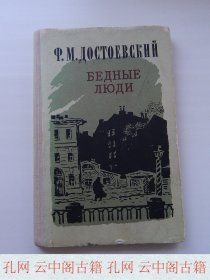 Ф. М. ДОСТОЕВСКИЙ
БЕДНЫЕ
ЛЮДИ
孔网 云中阁古籍 孔网 云中阁古籍